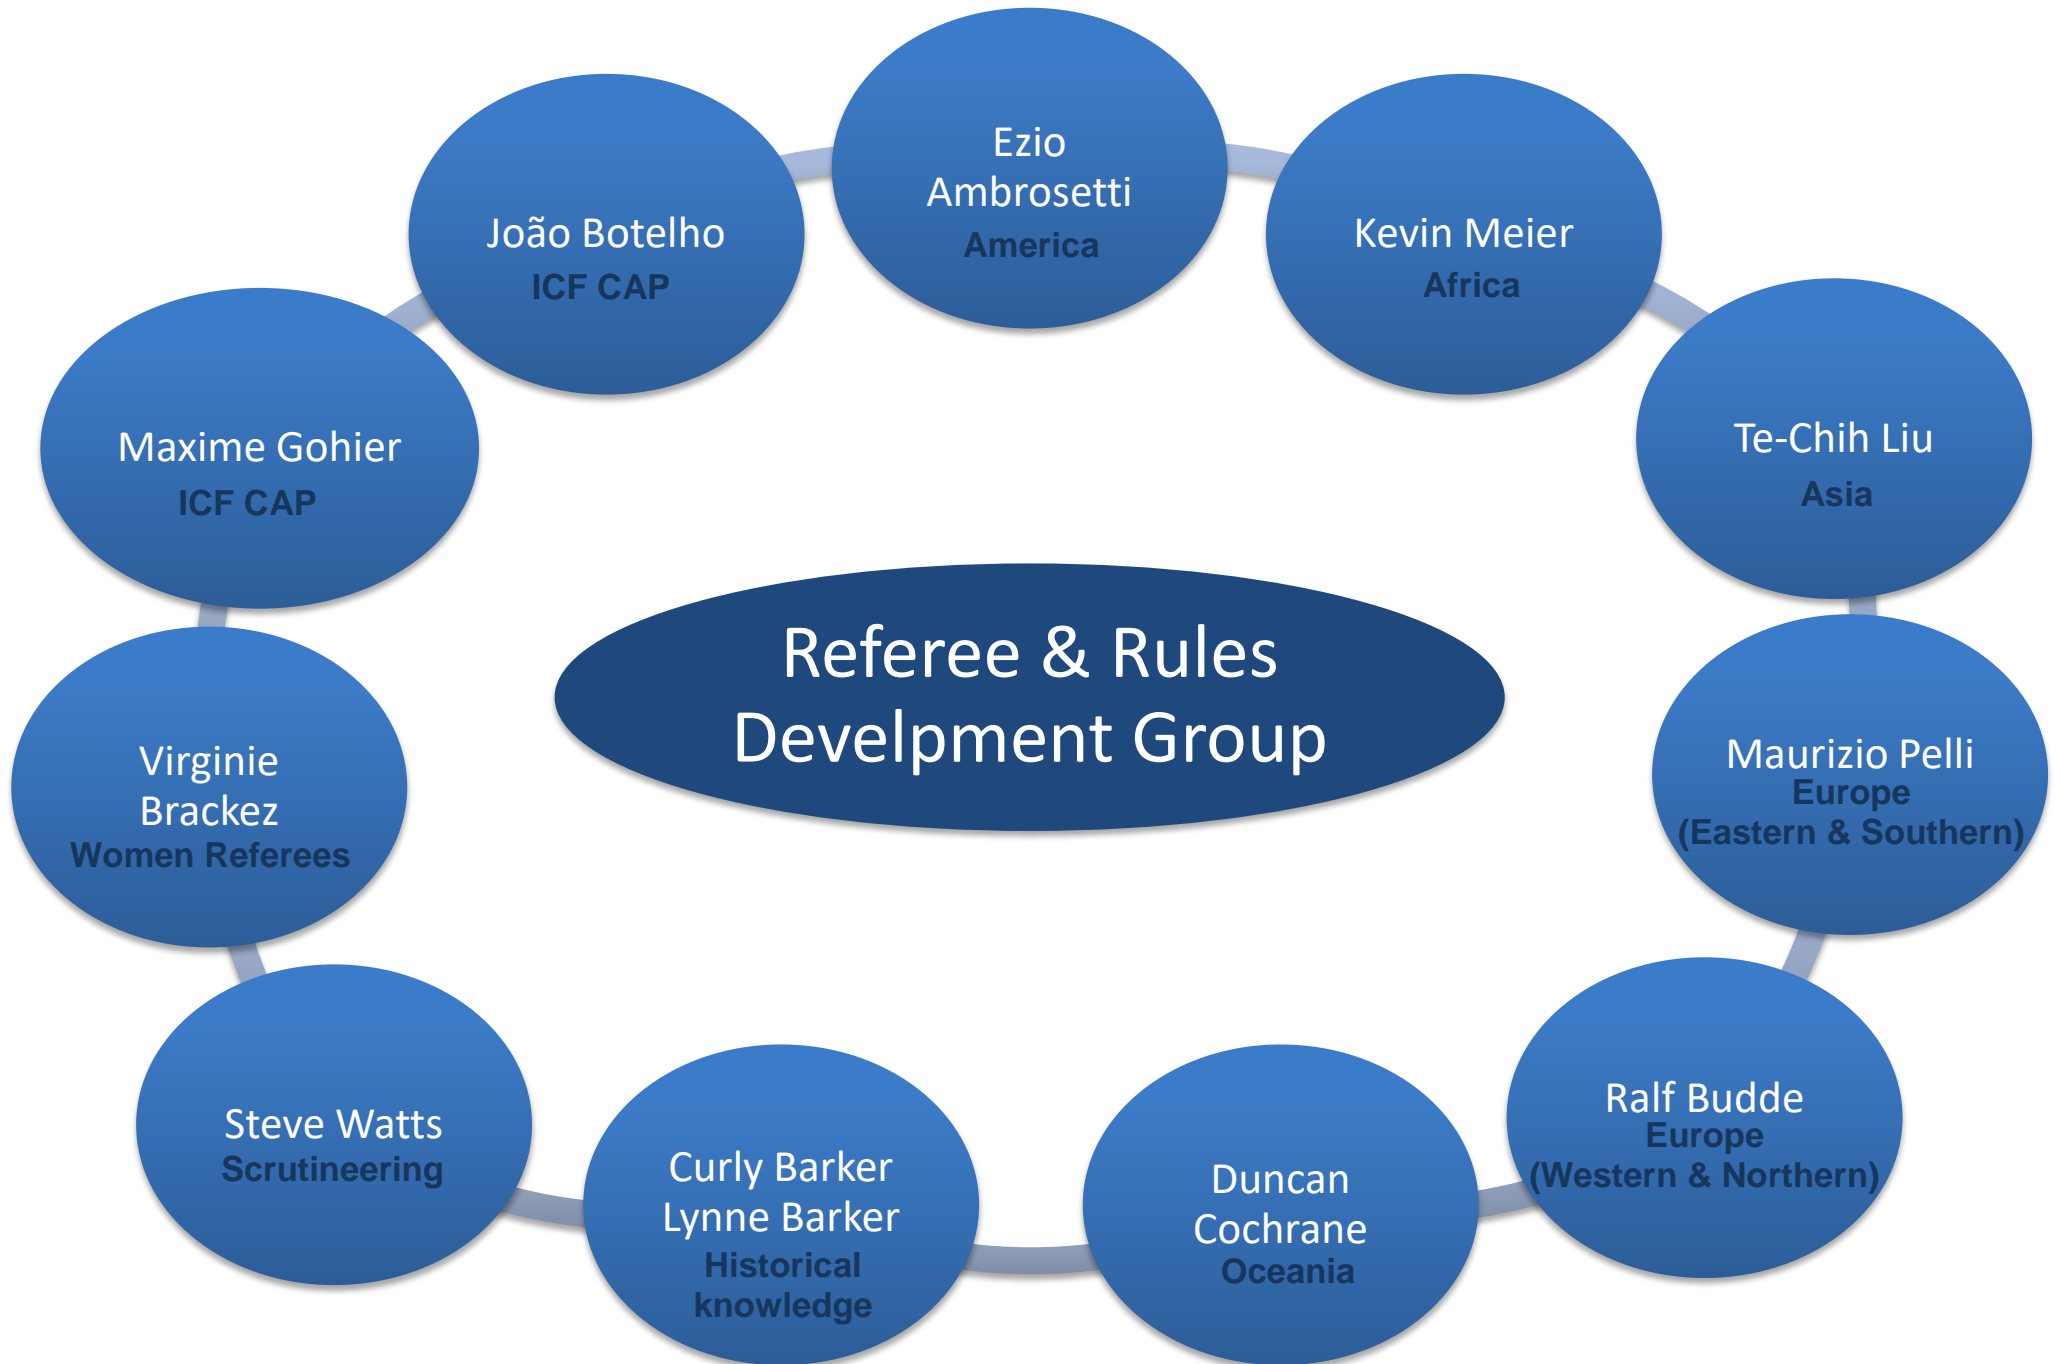 Ezio
Ambrosetti
America
João Botelho
ICF CAP
Kevin Meier
Africa
Maxime Gohier
ICF CAP
Te-Chih Liu
Asia
Referee & Rules
Develpment Group
Virginie
Brackez
Women Referees
Maurizio Pelli
Europe
(Eastern & Southern)
Steve Watts
Scrutineering
Curly Barker
Lynne Barker
Historical
knowledge
Duncan
Cochrane
Oceania
Ralf Budde
Europe
(Western & Northern)